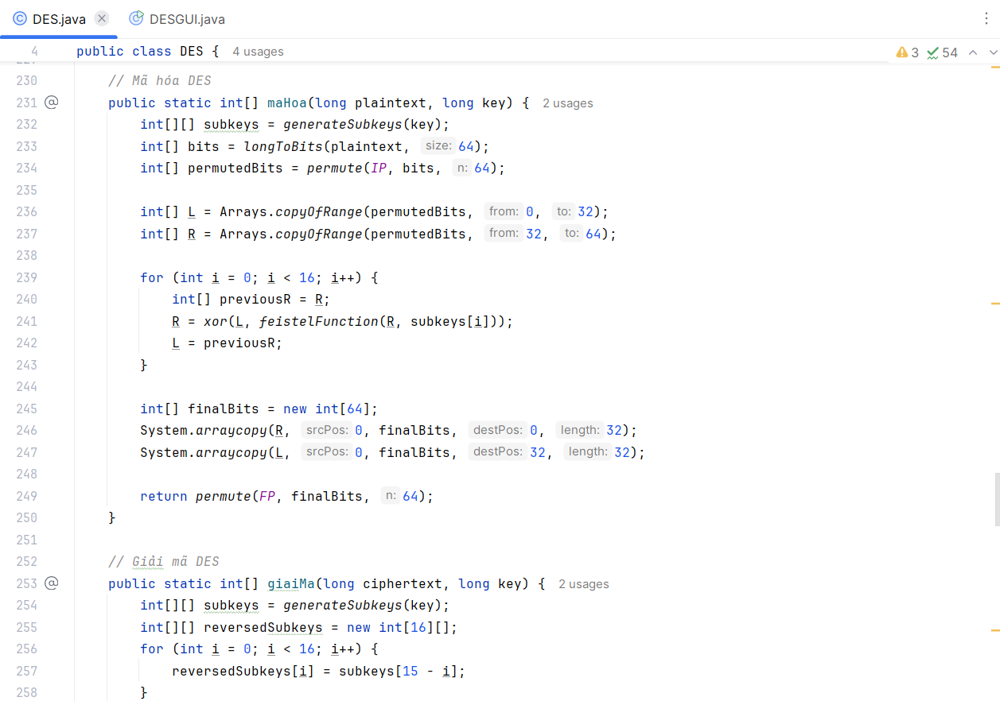 DES.java
DESGUI.java
4 public class DES { 4 usages 3 54
230 // Mã hóa DES
231 @ public static int[] maHoa(long plaintext, long key) { 2 usages
232 int[][] subkeys = generateSubkeys(key);
233 int[] bits = longToBits(plaintext, size: 64);
234 int[] permutedBits = permute(IP, bits, n: 64);
235
236 int[] L = Arrays.copyOfRange(permutedBits, from: 0, to: 32);
237 int[] R = Arrays.copyOfRange(permutedBits, from: 32, to: 64);
238
239 for (int i = 0; i < 16; i++) {
240 int[] previousR = R;
241 R = xor(L, feistelFunction(R, subkeys[i]));
242 L = previousR;
243 }
244
245 int[] finalBits = new int[64];
246 System.arraycopy(R, srcPos: 0, finalBits, destPos: 0, length: 32);
247 System.arraycopy(L, srcPos: 0, finalBits, destPos: 32, length: 32);
248
249 return permute(FP, finalBits, n: 64);
250 }
251
252 // Giải mã DES
253 @ public static int[] giaiMa(long ciphertext, long key) { 2 usages
254 int[][] subkeys = generateSubkeys(key);
255 int[][] reversedSubkeys = new int[16][];
256 for (int i = 0; i < 16; i++) {
257 reversedSubkeys[i] = subkeys[15 - i];
258 }